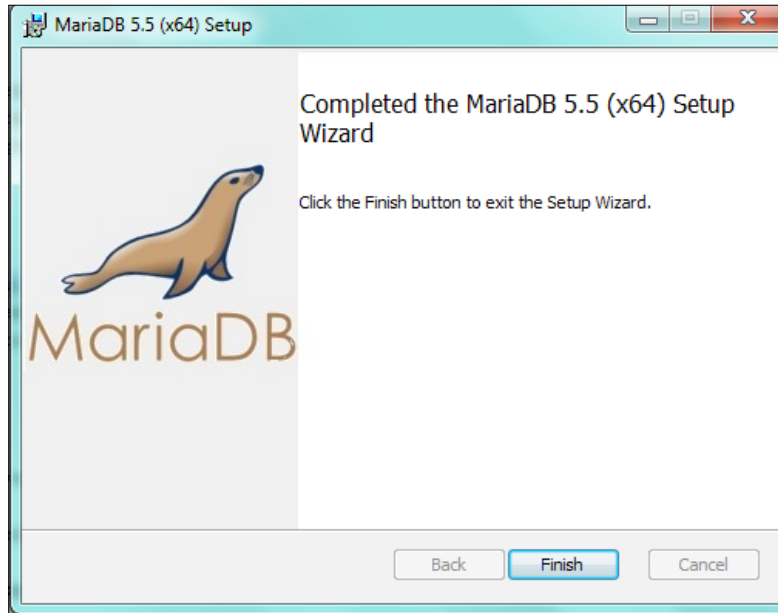 MariaDB 5.5 (x64) Setup
Completed the MariaDB 5.5 (x64) Setup
Wizard
Click the Finish button to exit the Setup Wizard.
MariaDB
Back Finish Cancel